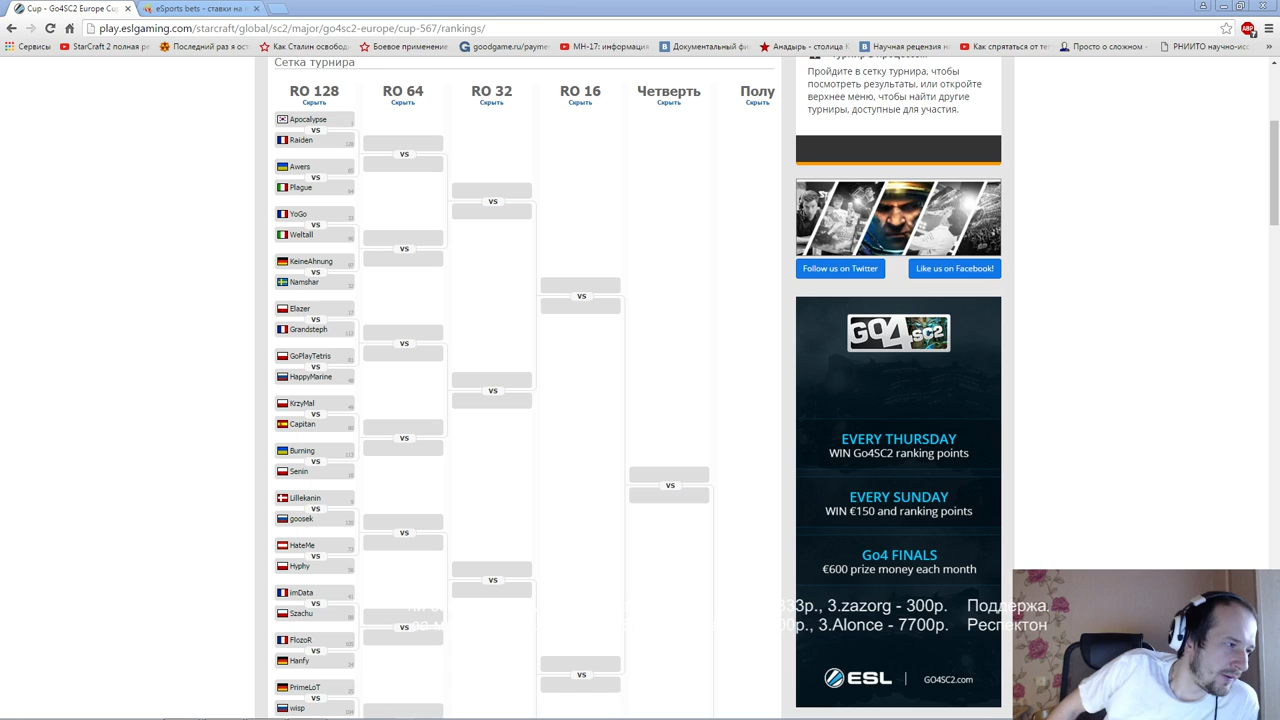 Cup - Go4SC2 Europe Cup
eSports bets - ставки на к
play.eslgaming.com/starcraft/global/sc2/major/go4sc2-europe/cup-567/rankings/
Сервисы
StarCraft 2 полная ре
Последний раз я ост
Как Сталин освобод
Боевое применение
goodgame.ru/payme
МН-17: информация
Документальный фи
Анадырь - столица
Научная рецензия на
Как спрятаться от те
Просто о сложном -
РНИИТО научно-исс
Сетка турнира
RO 128
RO 64
RO 32
RO 16
Четверть
Полу
Скрыть
Скрыть
Скрыть
Скрыть
Скрыть
Скрыть
Apocalypse
VS
Raiden
VS
Awers
VS
Plague
VS
YoGo
VS
Weltall
VS
KeineAhnung
VS
Namshar
VS
Elazer
VS
Grandsteph
VS
GoPlayTetris
VS
HappyMarine
VS
KrzyMal
VS
Capitan
VS
Burning
VS
Senin
VS
Lillekanin
VS
goosek
VS
HateMe
VS
Hyphy
VS
imData
VS
Szachu
VS
FlozoR
VS
Hanfy
VS
PrimeLoT
VS
wisp
Пройдите в сетку турнира, чтобы
посмотреть результаты, или откройте
верхнее меню, чтобы найти другие
турниры, доступные для участия.
Follow us on Twitter
Like us on Facebook!
GO4 SC2
EVERY THURSDAY
WIN Go4SC2 ranking points
EVERY SUNDAY
WIN €150 and ranking points
Go4 FINALS
€600 prize money each month
333р., 3.zazorg - 300р. Поддержа
00р., 3.Alonce - 7700р. Респектон
ESL
GO4SC2.com